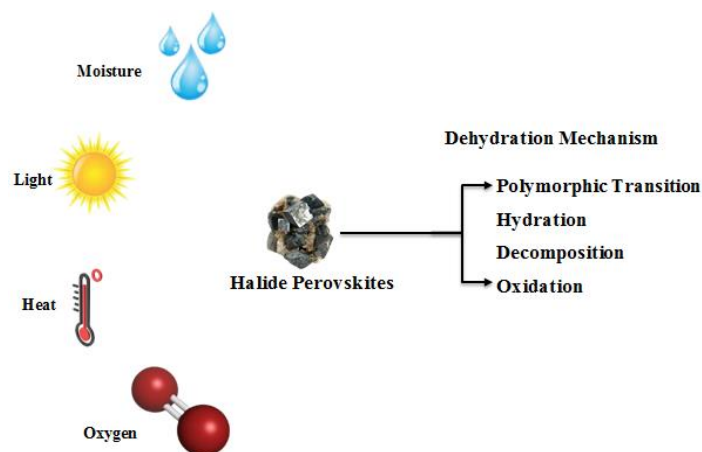 Moisture
Light
Heat
Oxygen
Halide Perovskites
Dehydration Mechanism
Polymorphic Transition
Hydration
Decomposition
Oxidation